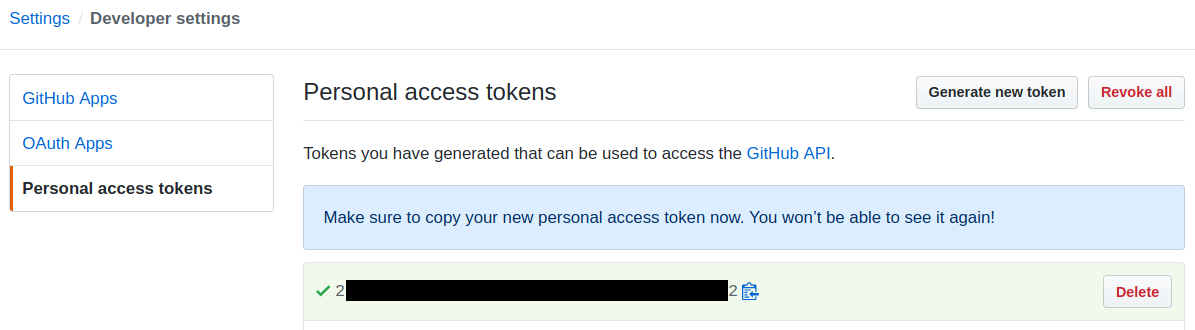 Settings / Developer settings
GitHub Apps
OAuth Apps
Personal access tokens
Personal access tokens
Generate new token
Revoke all
Tokens you have generated that can be used to access the GitHub API.
Make sure to copy your new personal access token now. You won’t be able to see it again!
2 2
Delete